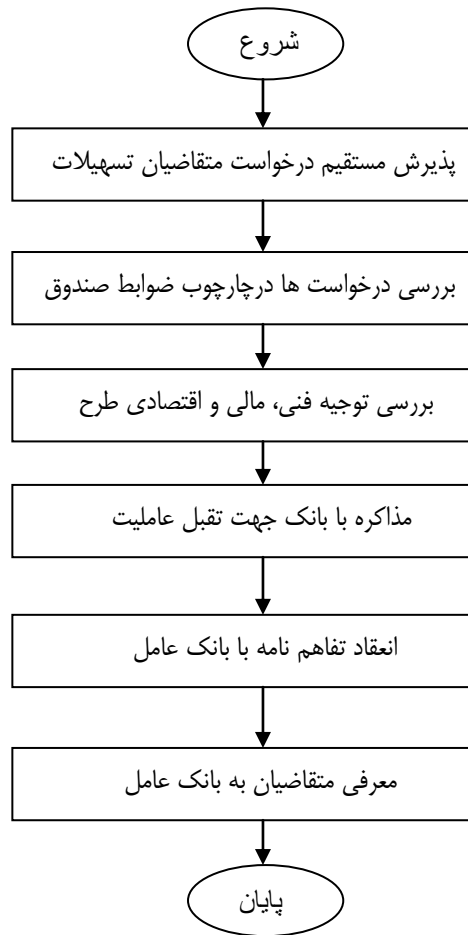 شروع
پذیرش مستقیم درخواست متقاضیان تسهیلات
بررسی درخواست ها درچارچوب ضوابط صندوق
بررسی توجیه فنی، مالی و اقتصادی طرح
مذاکره با بانک جهت تقبل عاملیت
انعقاد تفاهم نامه با بانک عامل
معرفی متقاضیان به بانک عامل
پایان